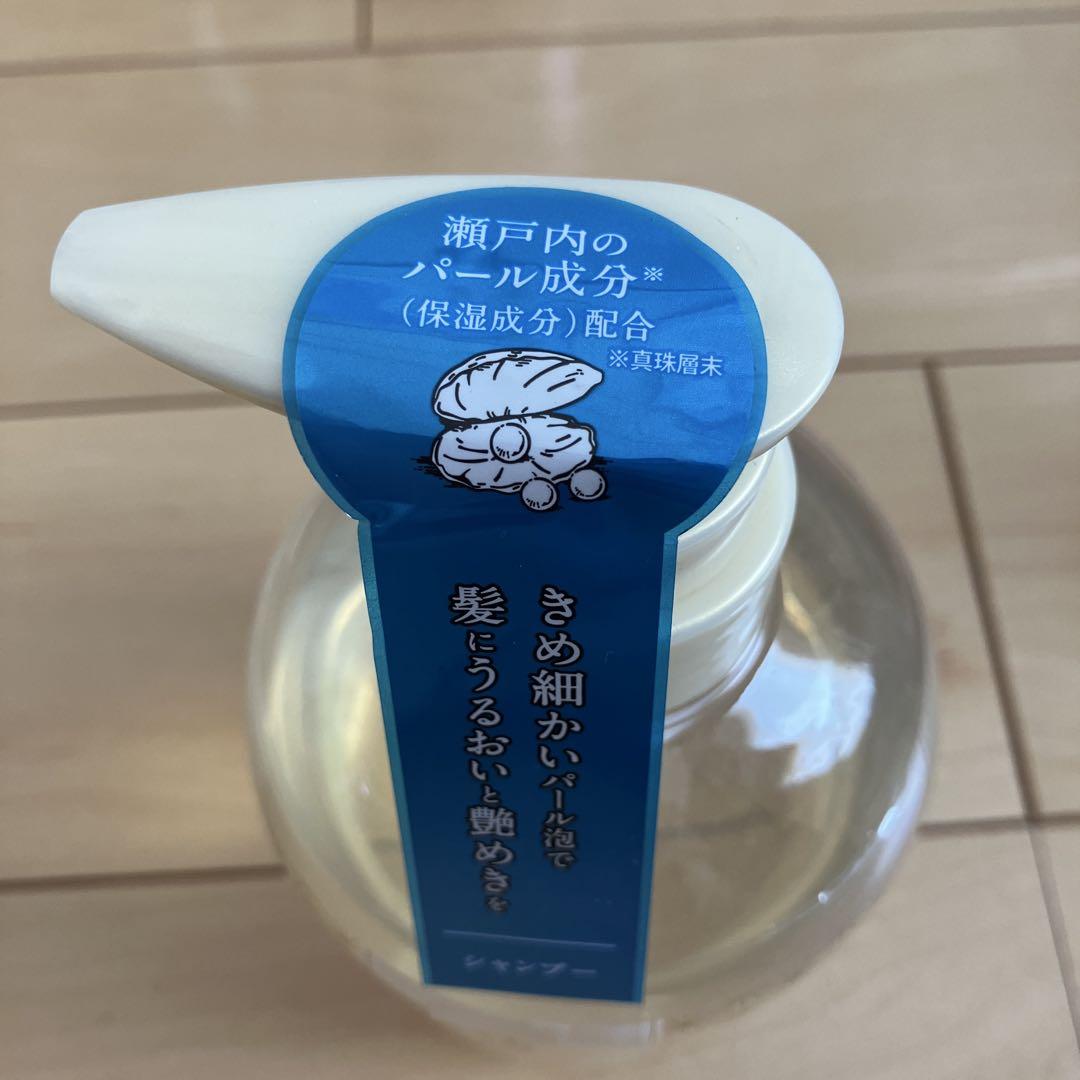 瀬戸内の
パール成分※
(保湿成分)配合
※真珠層末
きめ細かいパール泡で
髪にうるおいと艶めきを
シャンプー